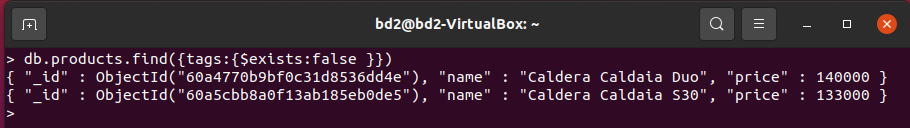 bd2@bd2-VirtualBox: ~
> db.products.find({tags:{$exists:false }})
{ "_id" : ObjectId("60a4770b9bf0c31d8536dd4e"), "name" : "Caldera Caldaia Duo", "price" : 140000 }
{ "_id" : ObjectId("60a5cbb8a0f13ab185eb0de5"), "name" : "Caldera Caldaia S30", "price" : 133000 }
>